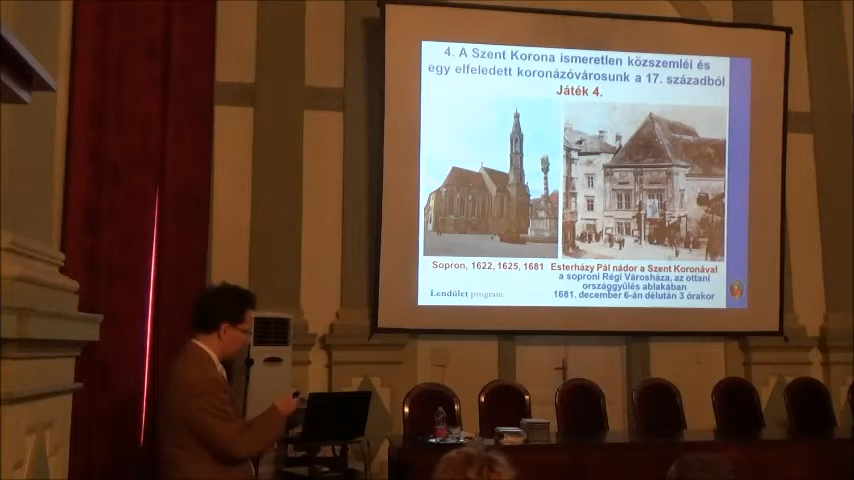 4. A Szent Korona ismeretlen közszemléi és
egy elfeledett koronázóvárosunk a 17. századból
Játék 4.
Sopron, 1622, 1625, 1681
Esterházy Pál nádor a Szent Koronával
a soproni Régi Városháza, az ottani
országgyűlés ablakában
1681. december 6-án délután 3 órakor
Lendület program